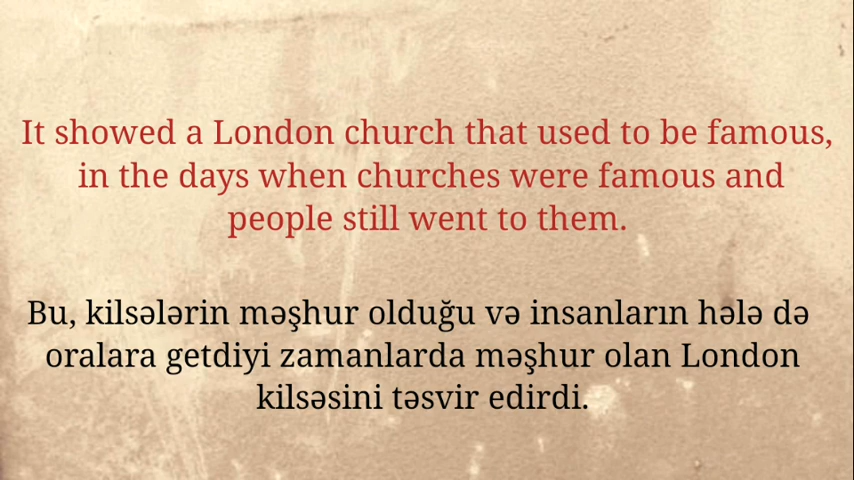 It showed a London church that used to be famous,
in the days when churches were famous and
people still went to them.
Bu, kilsələrin məşhur olduğu və insanların hələ də
oralara getdiyi zamanlarda məşhur olan London
kilsəsini təsvir edirdi.